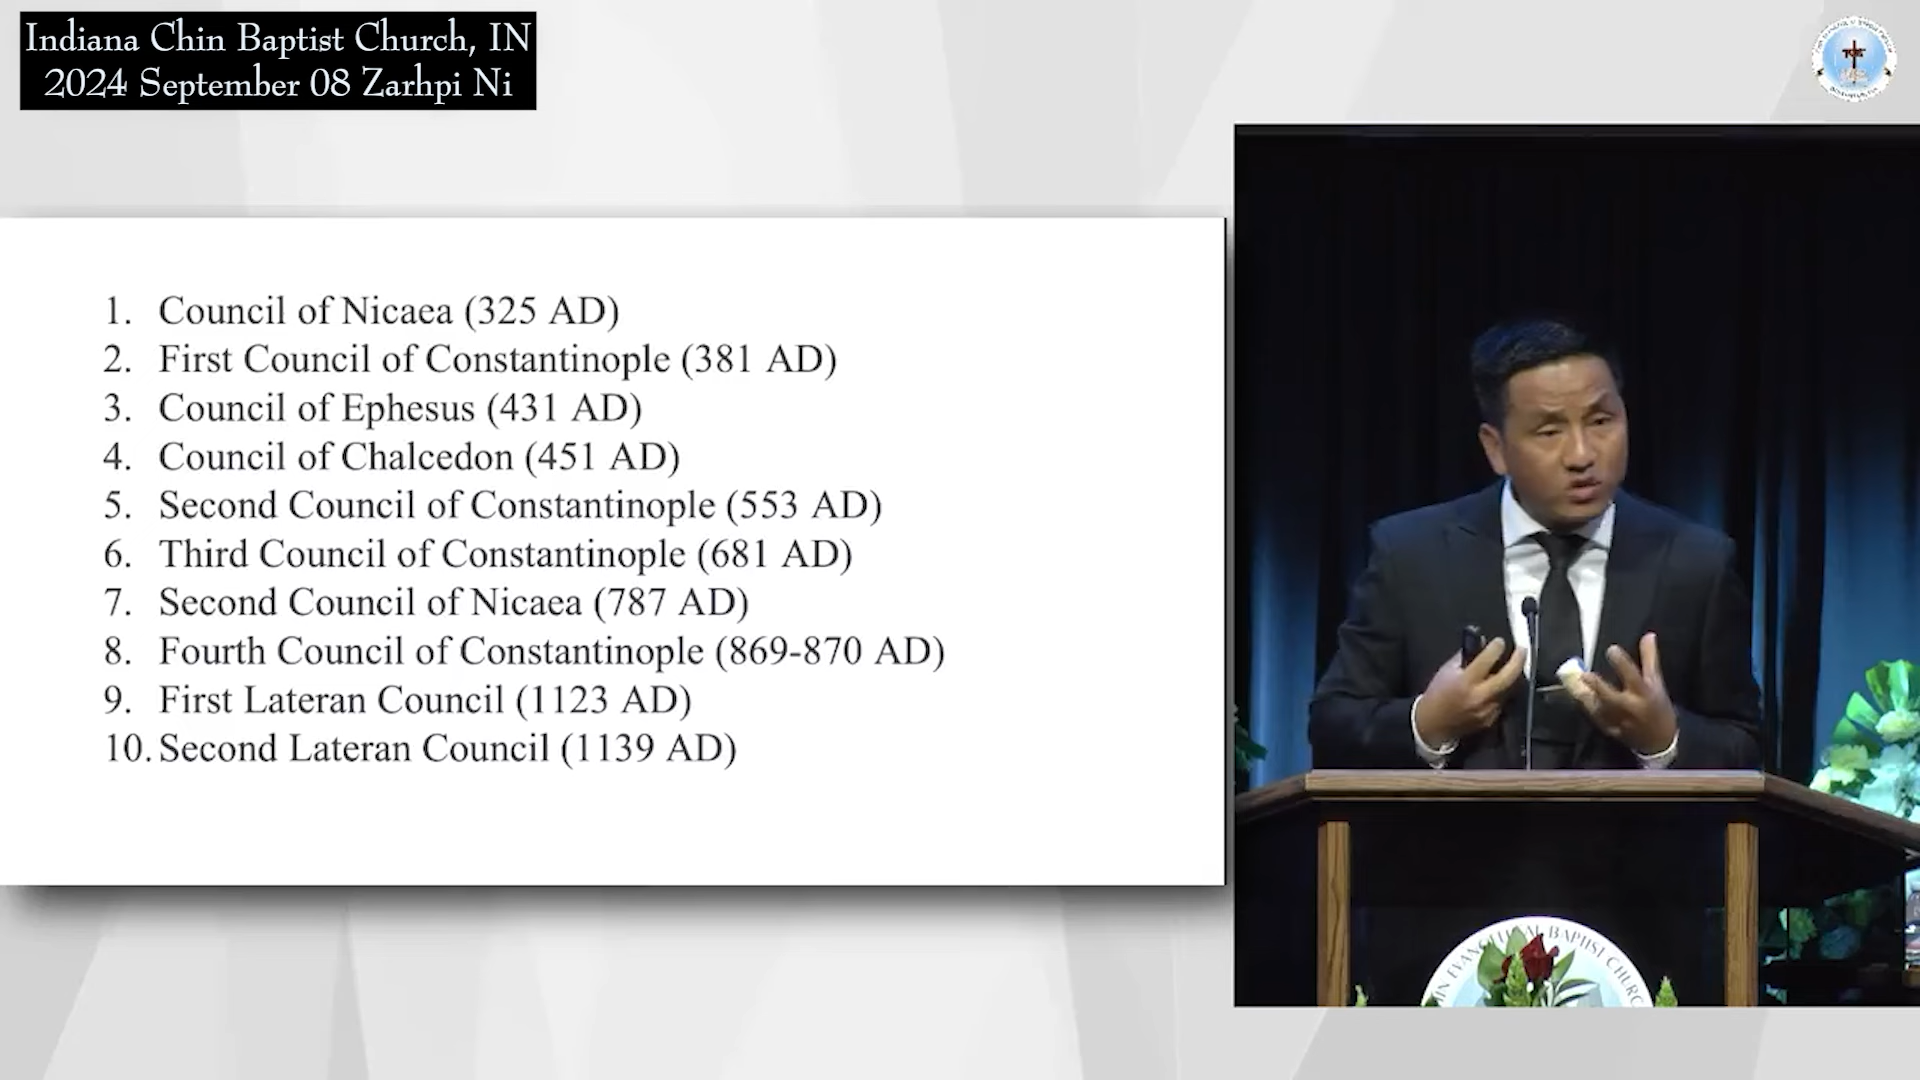 Indiana Chin Baptist Church, IN
2024 September 08 Zarhpi Ni
1. Council of Nicaea (325 AD)
2. First Council of Constantinople (381 AD)
3. Council of Ephesus (431 AD)
4. Council of Chalcedon (451 AD)
5. Second Council of Constantinople (553 AD)
6. Third Council of Constantinople (681 AD)
7. Second Council of Nicaea (787 AD)
8. Fourth Council of Constantinople (869-870 AD)
9. First Lateran Council (1123 AD)
10. Second Lateran Council (1139 AD)
BAPTIST CHURCH